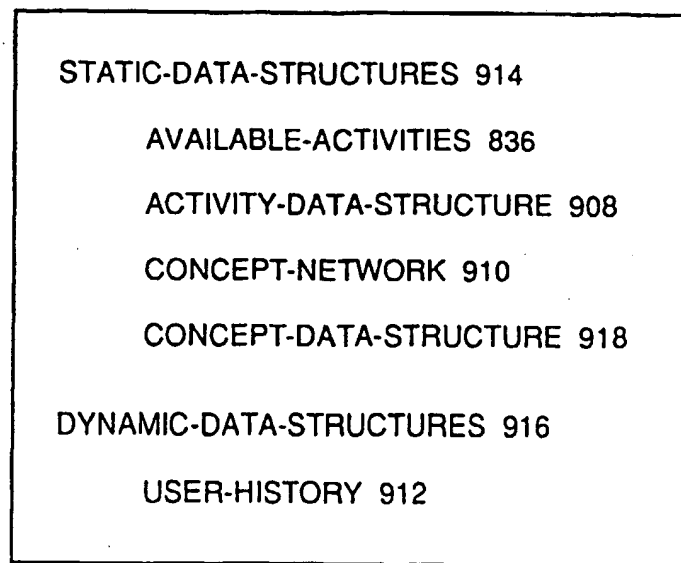 STATIC-DATA-STRUCTURES 914
AVAILABLE-ACTIVITIES 836
ACTIVITY-DATA-STRUCTURE 908
CONCEPT-NETWORK 910
CONCEPT-DATA-STRUCTURE 918
DYNAMIC-DATA-STRUCTURES 916
USER-HISTORY 912